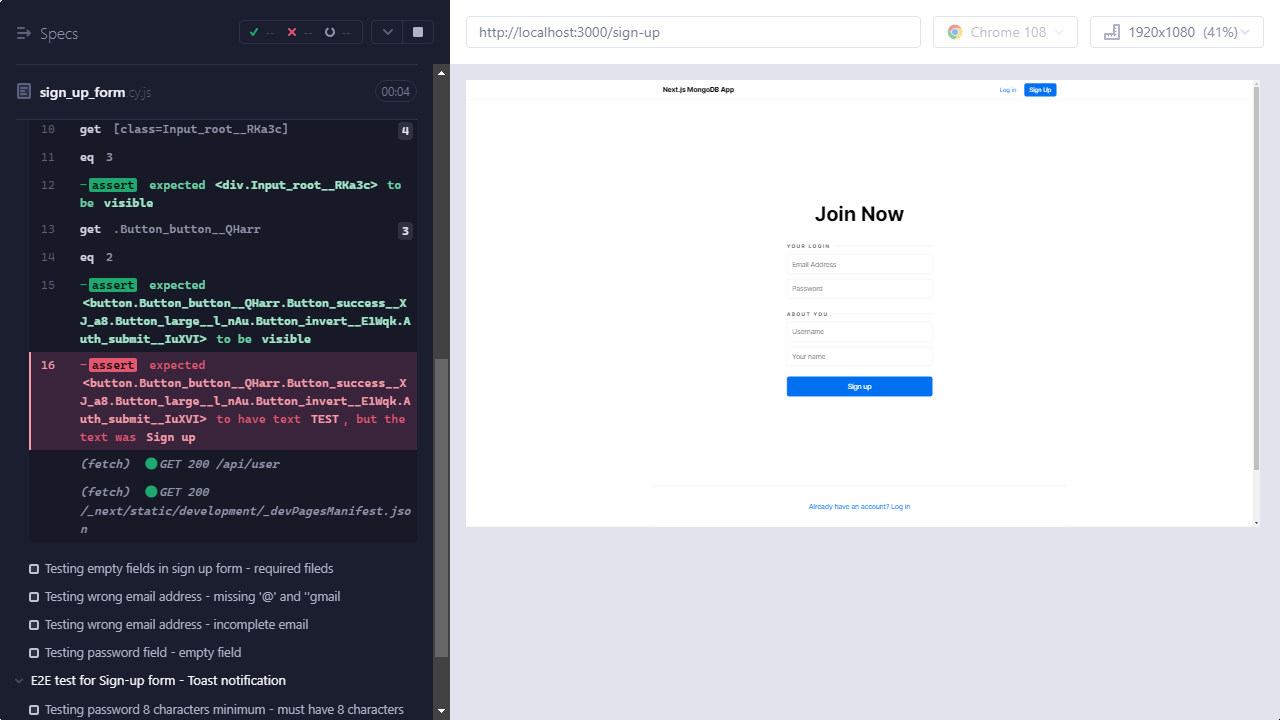 Specs
-- -- --
sign_up_form.cy.js 00:04
10 get [class=Input_root__RKa3c] 4
11 eq 3
12 -assert expected <div.Input_root__RKa3c> to
be visible
13 get .Button_button__QHarr 3
14 eq 2
15 -assert expected
<button.Button_button__QHarr.Button_success__X
J_a8.Button_large__l_nAu.Button_invert__E1Wqk.A
uth_submit__IuXVI> to be visible
16 -assert expected
<button.Button_button__QHarr.Button_success__X
J_a8.Button_large__l_nAu.Button_invert__E1Wqk.A
uth_submit__IuXVI> to have text TEST, but the
text was Sign up
(fetch) GET 200 /api/user
(fetch) GET 200
/_next/static/development/_devPagesManifest.jso
n
Testing empty fields in sign up form - required fileds
Testing wrong email address - missing '@' and ''gmail
Testing wrong email address - incomplete email
Testing password field - empty field
E2E test for Sign-up form - Toast notification
Testing password 8 characters minimum - must have 8 characters
http://localhost:3000/sign-up
Chrome 108
1920x1080 (41%)
Next.js MongoDB App
Log in
Sign Up
Join Now
YOUR LOGIN
Email Address
Password
ABOUT YOU
Username
Your name
Sign up
Already have an account? Log in